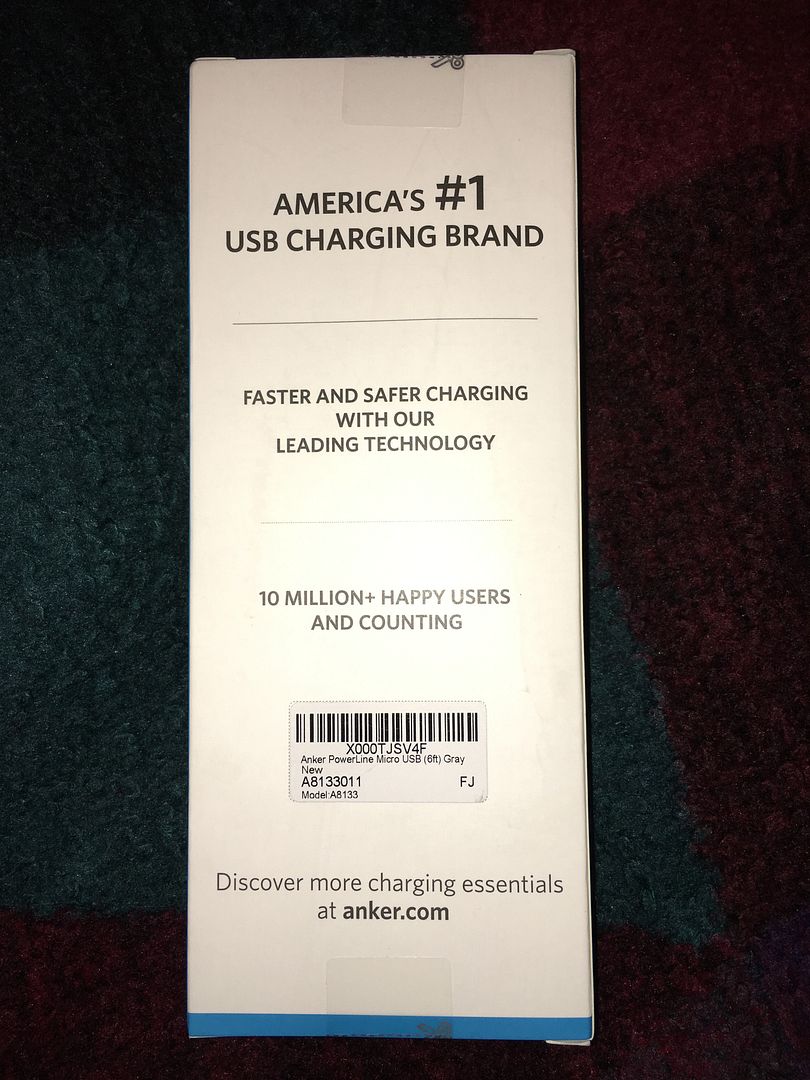 AMERICA'S #1
USB CHARGING BRAND
FASTER AND SAFER CHARGING
WITH OUR
LEADING TECHNOLOGY
10 MILLION+ HAPPY USERS
AND COUNTING
X000TJSV4F
Anker PowerLine Micro USB (6ft) Gray
New
A8133011 FJ
Model:A8133
Discover more charging essentials
at anker.com